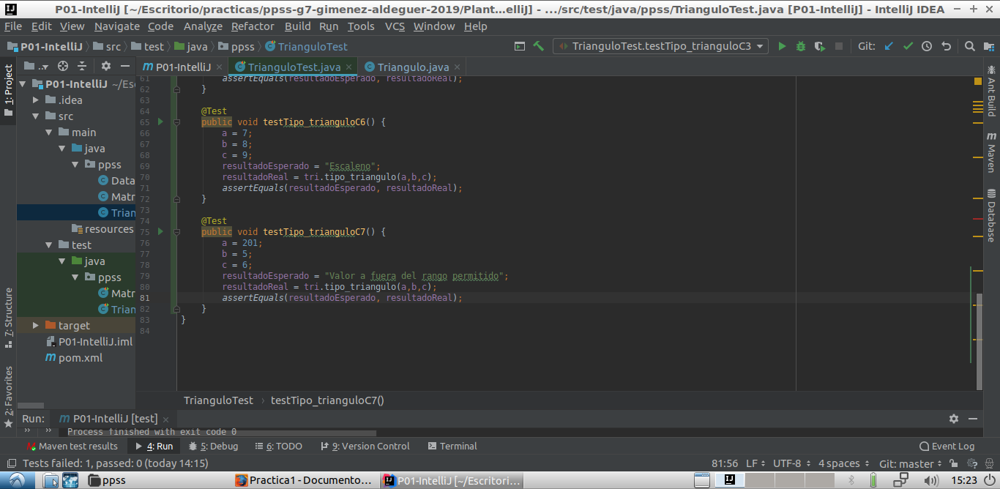 P01-IntelliJ [~/Escritorio/practicas/ppss-g7-gimenez-aldeguer-2019/Plant...elliJ] - .../src/test/java/ppss/TrianguloTest.java [P01-IntelliJ] - IntelliJ IDEA
File Edit View Navigate Code Analyze Refactor Build Run Tools VCS Window Help
P01-IntelliJ src test java ppss TrianguloTest
TrianguloTest.testTipo_trianguloC3
Git:
1: Project
7: Structure
2: Favorites
P01-IntelliJ ~/Es
.idea
src
main
java
ppss
Data
Matr
Trian
resources
test
java
ppss
Matr
Trian
target
P01-IntelliJ.iml
pom.xml
P01-IntelliJ
TrianguloTest.java
Triangulo.java
61 assertEquals(resultadoEsperado, resultadoReal);
62 }
63
64 @Test
65 public void testTipo_trianguloC6() {
66 a = 7;
67 b = 8;
68 c = 9;
69 resultadoEsperado = "Escaleno";
70 resultadoReal = tri.tipo_triangulo(a,b,c);
71 assertEquals(resultadoEsperado, resultadoReal);
72 }
73
74 @Test
75 public void testTipo_trianguloC7() {
76 a = 201;
77 b = 5;
78 c = 6;
79 resultadoEsperado = "Valor a fuera del rango permitido";
80 resultadoReal = tri.tipo_triangulo(a,b,c);
81 assertEquals(resultadoEsperado, resultadoReal);
82 }
83 }
84
TrianguloTest › testTipo_trianguloC7()
Ant Build
Maven
Database
Run: P01-IntelliJ [test]
Process finished with exit code 0
Maven test results 4: Run 5: Debug 6: TODO 9: Version Control Terminal Event Log
Tests failed: 1, passed: 0 (today 14:15) 81:56 LF UTF-8 4 spaces Git: master
ppss Practica1 - Documento... P01-IntelliJ [~/Escritori... 15:23